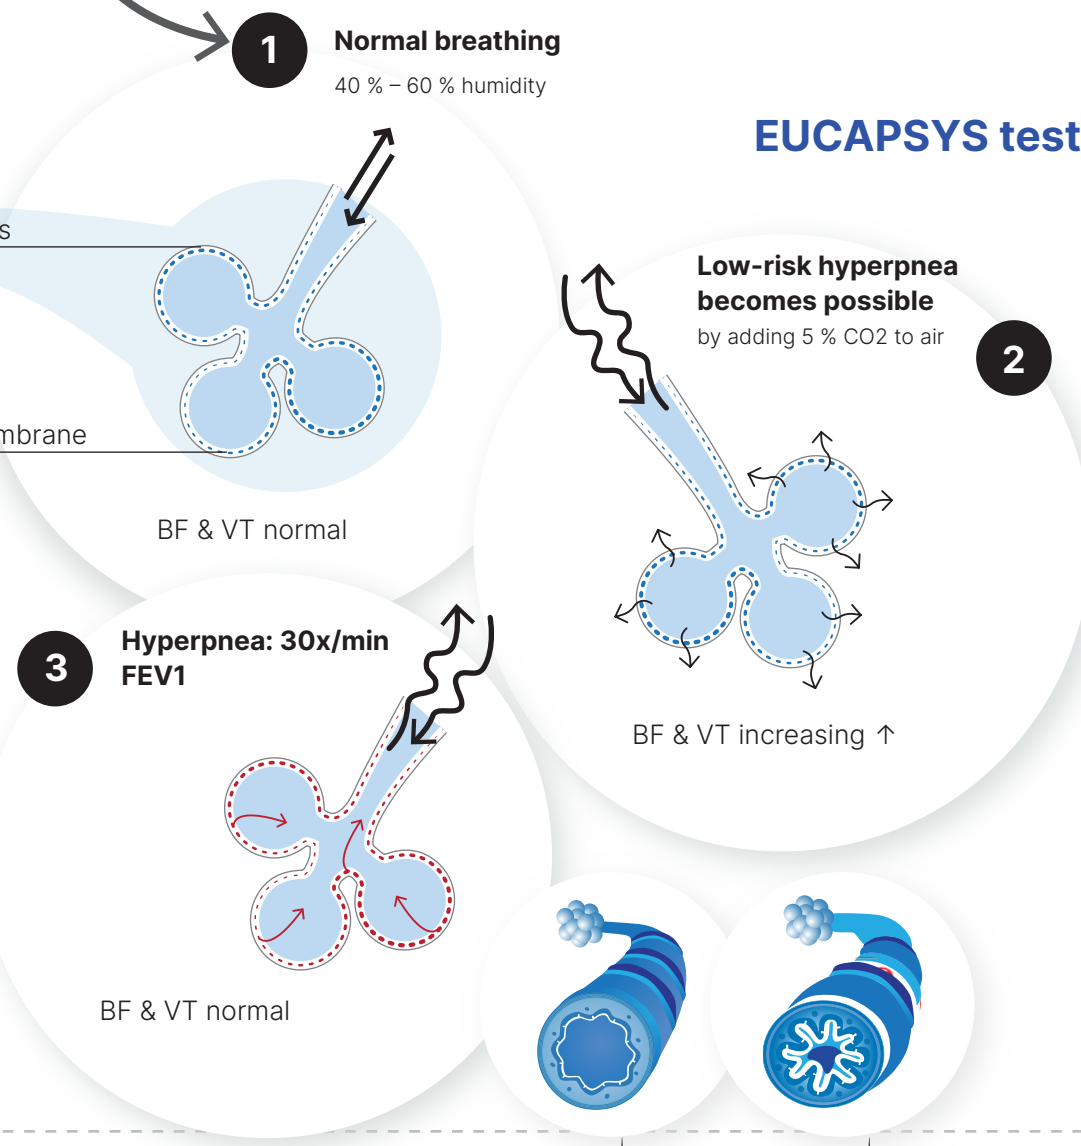 1
Normal breathing
40 % – 60 % humidity
EUCAPSYS test
BF & VT normal
Low-risk hyperpnea
becomes possible
by adding 5 % CO2 to air
2
BF & VT increasing ↑
3
Hyperpnea: 30x/min
FEV1
BF & VT normal